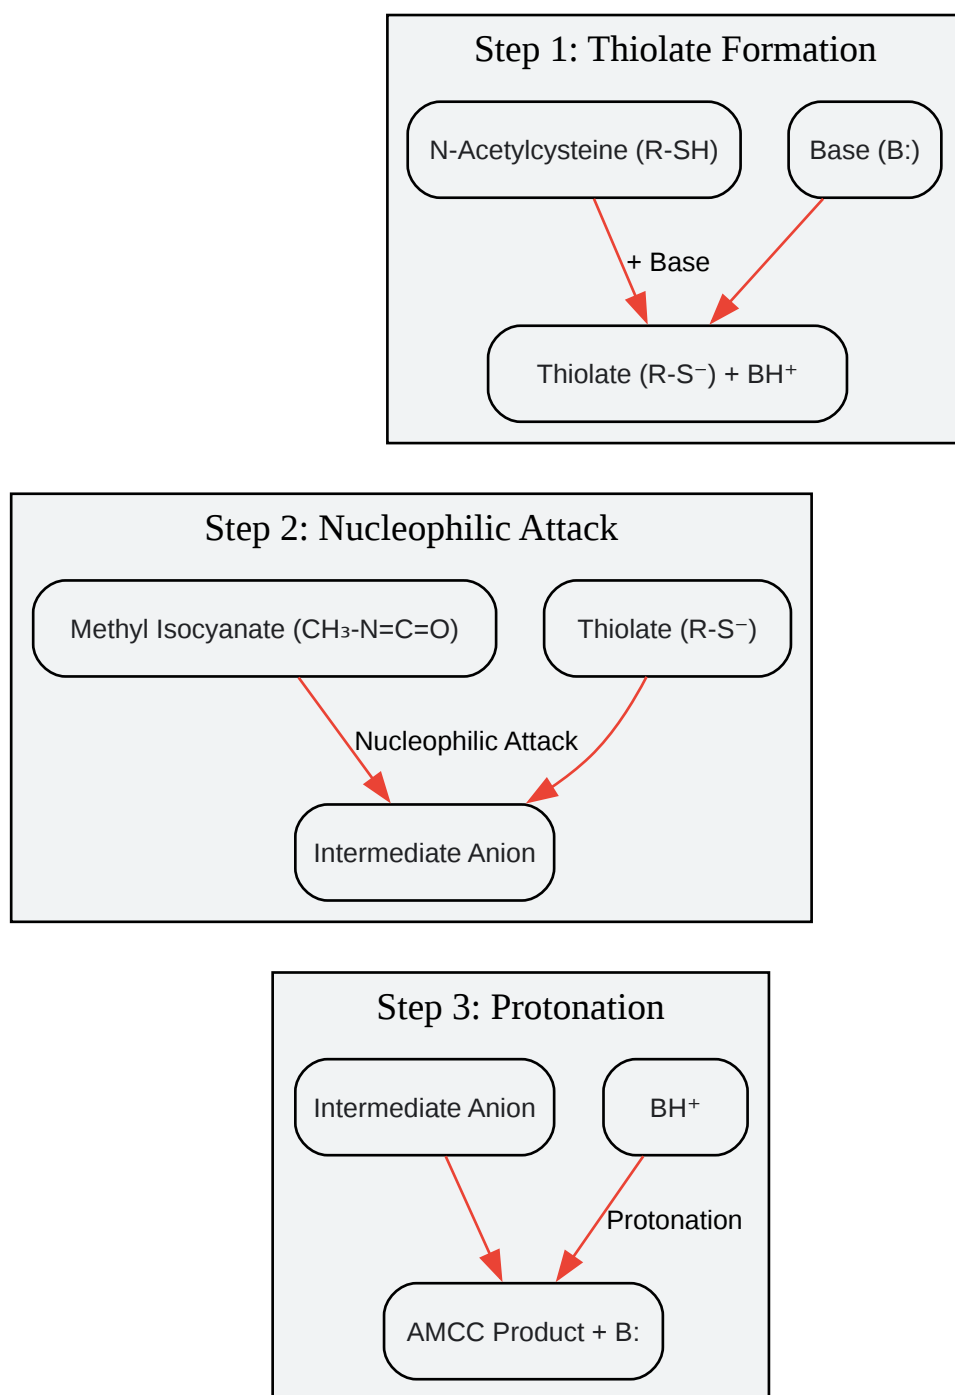 Step 1: Thiolate Formation
N-Acetylcysteine (R-SH)
Base (B:)
+ Base
Thiolate (R-S⁻) + BH⁺
Step 2: Nucleophilic Attack
Methyl Isocyanate (CH₃-N=C=O)
Thiolate (R-S⁻)
Nucleophilic Attack
Intermediate Anion
Step 3: Protonation
Intermediate Anion
BH⁺
Protonation
AMCC Product + B: